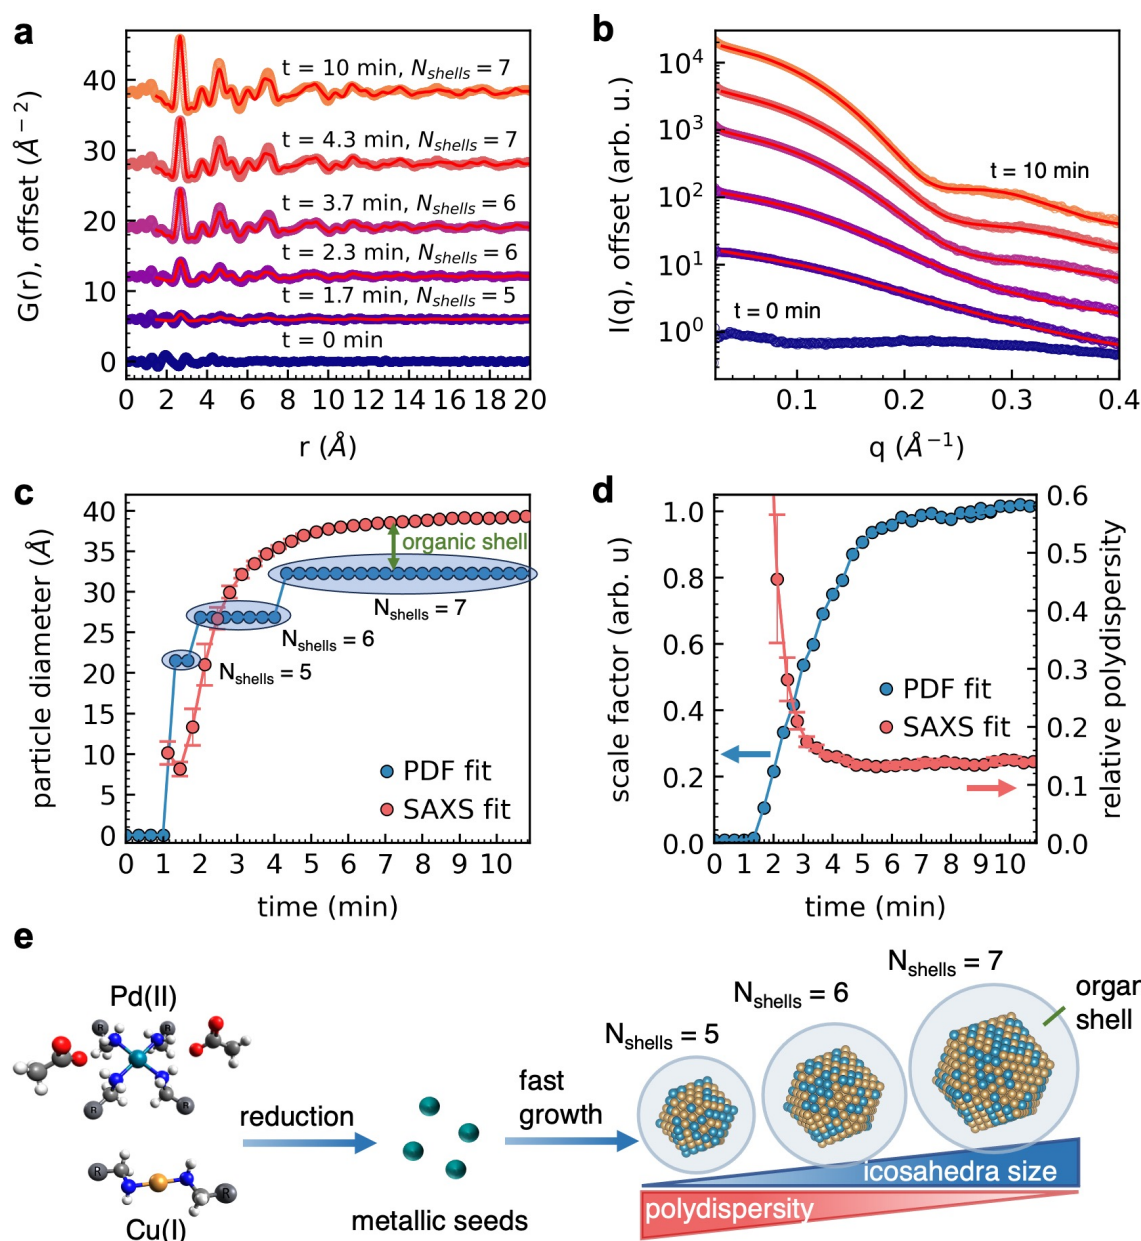 a
G(r), offset (Å⁻²)
t = 10 min, N_shells = 7
t = 4.3 min, N_shells = 7
t = 3.7 min, N_shells = 6
t = 2.3 min, N_shells = 6
t = 1.7 min, N_shells = 5
t = 0 min
40
30
20
10
0
0 2 4 6 8 10 12 14 16 18 20
r (Å)
b
I(q), offset (arb. u.)
10⁴
10³
10²
10¹
10⁰
t = 10 min
t = 0 min
0.1 0.2 0.3 0.4
q (Å⁻¹)
c
particle diameter (Å)
40
35
30
25
20
15
10
5
0
organic shell
N_shells = 7
N_shells = 6
N_shells = 5
PDF fit
SAXS fit
0 1 2 3 4 5 6 7 8 9 10
time (min)
d
scale factor (arb. u)
1.0
0.8
0.6
0.4
0.2
0.0
PDF fit
SAXS fit
0.6
0.5
0.4
0.3
0.2
0.1
0.0
relative polydispersity
0 1 2 3 4 5 6 7 8 9 10
time (min)
e
Pd(II)
R
R
R
R
R
R
Cu(I)
reduction
metallic seeds
fast
growth
N_shells = 5
N_shells = 6
N_shells = 7
organ
shell
icosahedra size
polydispersity